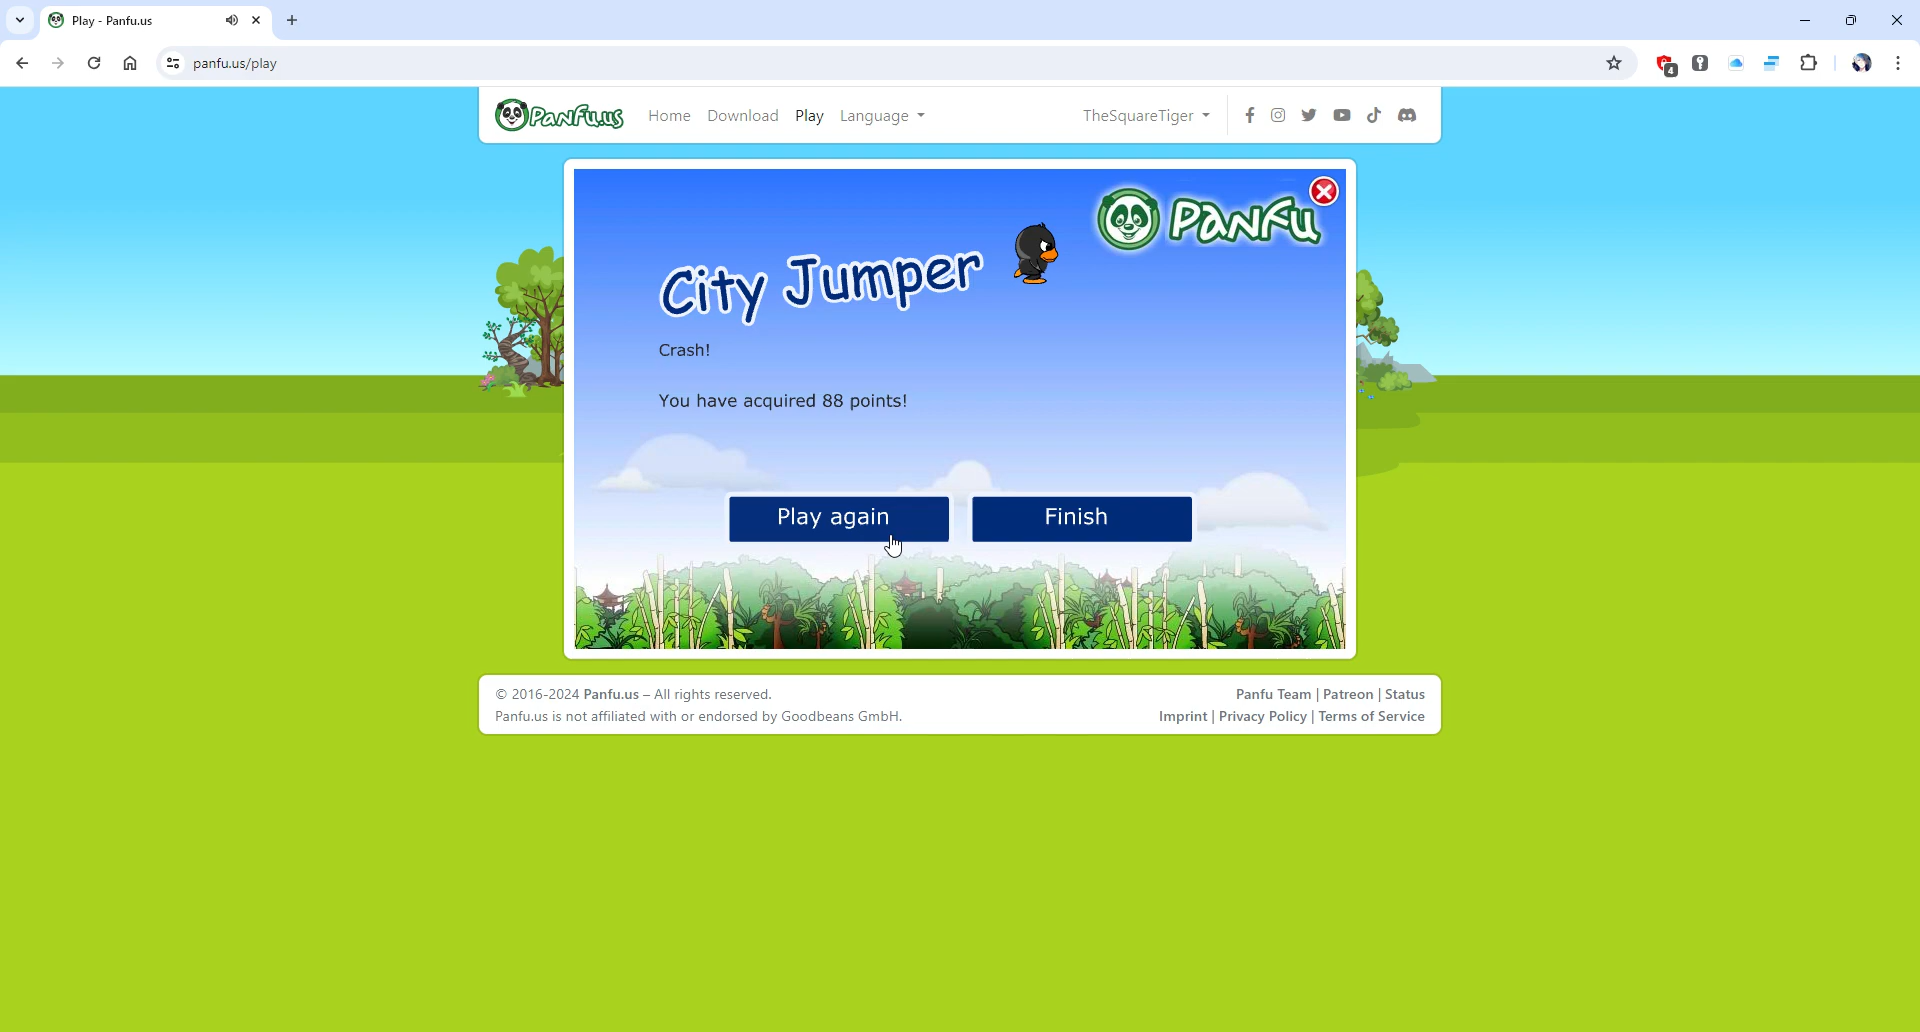 Play - Panfu.us
panfu.us/play
4
Panfu.us
Home Download Play Language
TheSquareTiger
PANFU
City Jumper
Crash!
You have acquired 88 points!
Play again
Finish
© 2016-2024 Panfu.us – All rights reserved.
Panfu.us is not affiliated with or endorsed by Goodbeans GmbH.
Panfu Team | Patreon | Status
Imprint | Privacy Policy | Terms of Service